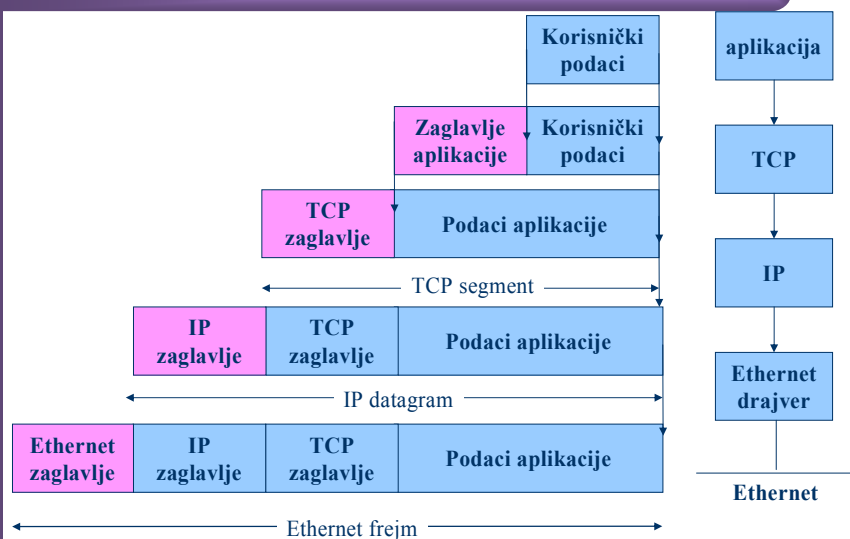 Korisnički
podaci
aplikacija
Zaglavlje
aplikacije
Korisnički
podaci
TCP
TCP
zaglavlje
Podaci aplikacije
TCP segment
IP
IP
zaglavlje
TCP
zaglavlje
Podaci aplikacije
IP datagram
Ethernet
drajver
Ethernet
zaglavlje
IP
zaglavlje
TCP
zaglavlje
Podaci aplikacije
Ethernet
Ethernet frejm